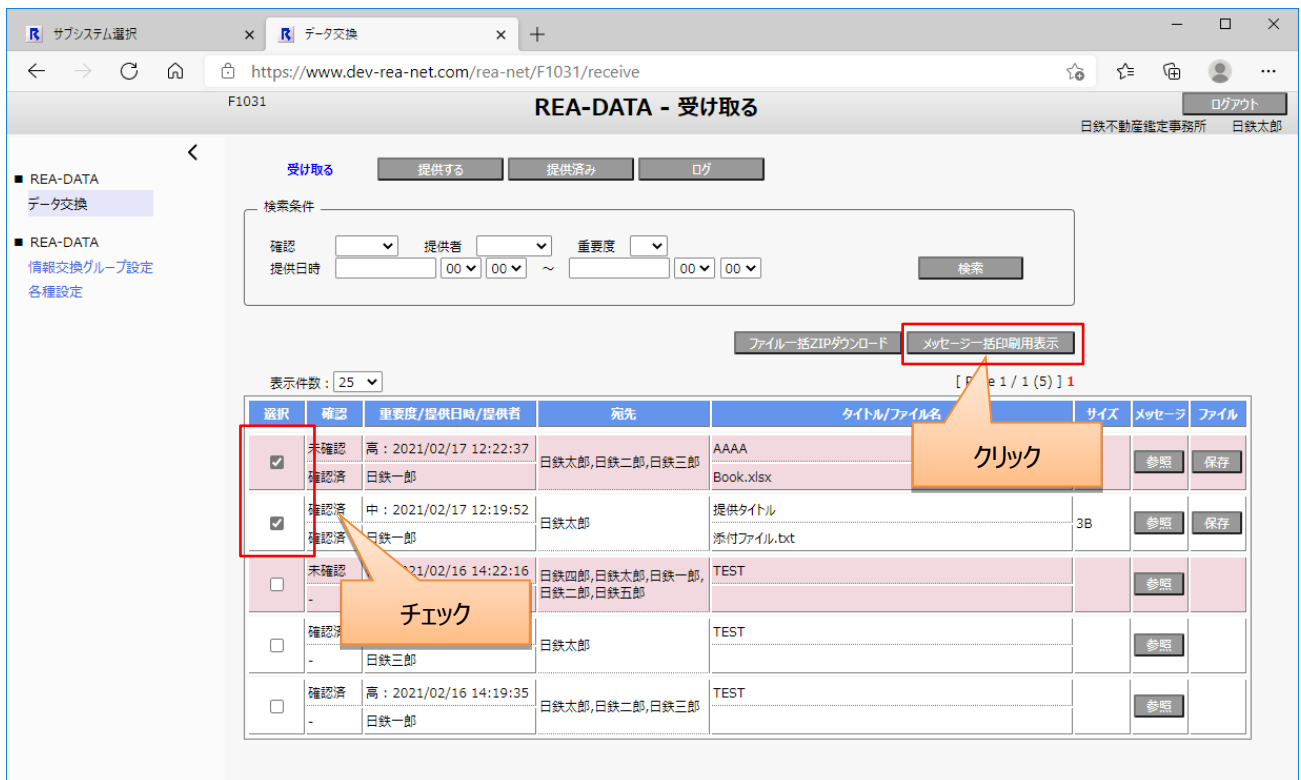 サブシステム選択
データ交換
https://www.dev-rea-net.com/rea-net/F1031/receive
F1031
REA-DATA - 受け取る
ログアウト
日鉄不動産鑑定事務所 日鉄太郎
■ REA-DATA
データ交換
■ REA-DATA
情報交換グループ設定
各種設定
受け取る 提供する 提供済み ログ
検索条件
確認 提供者 重要度
提供日時 00 00 ～ 00 00 検索
ファイル一括ZIPダウンロード メッセージ一括印刷用表示
表示件数：25 [ P e 1 / 1 (5) ] 1
選択 確認 重要度/提供日時/提供者 宛先 タイトル/ファイル名 サイズ メッセージ ファイル
未確認 高：2021/02/17 12:22:37 日鉄太郎,日鉄二郎,日鉄三郎 AAAA 参照 保存
確認済 日鉄一郎 Book.xlsx
確認済 中：2021/02/17 12:19:52 日鉄太郎 提供タイトル 3B 参照 保存
確認済 日鉄一郎 添付ファイル.txt
未確認 21/02/16 14:22:16 日鉄四郎,日鉄太郎,日鉄一郎, TEST 参照
- 日鉄二郎,日鉄五郎
確認済 日鉄太郎 TEST 参照
- 日鉄三郎
確認済 高：2021/02/16 14:19:35 日鉄太郎,日鉄二郎,日鉄三郎 TEST 参照
- 日鉄一郎
クリック
チェック